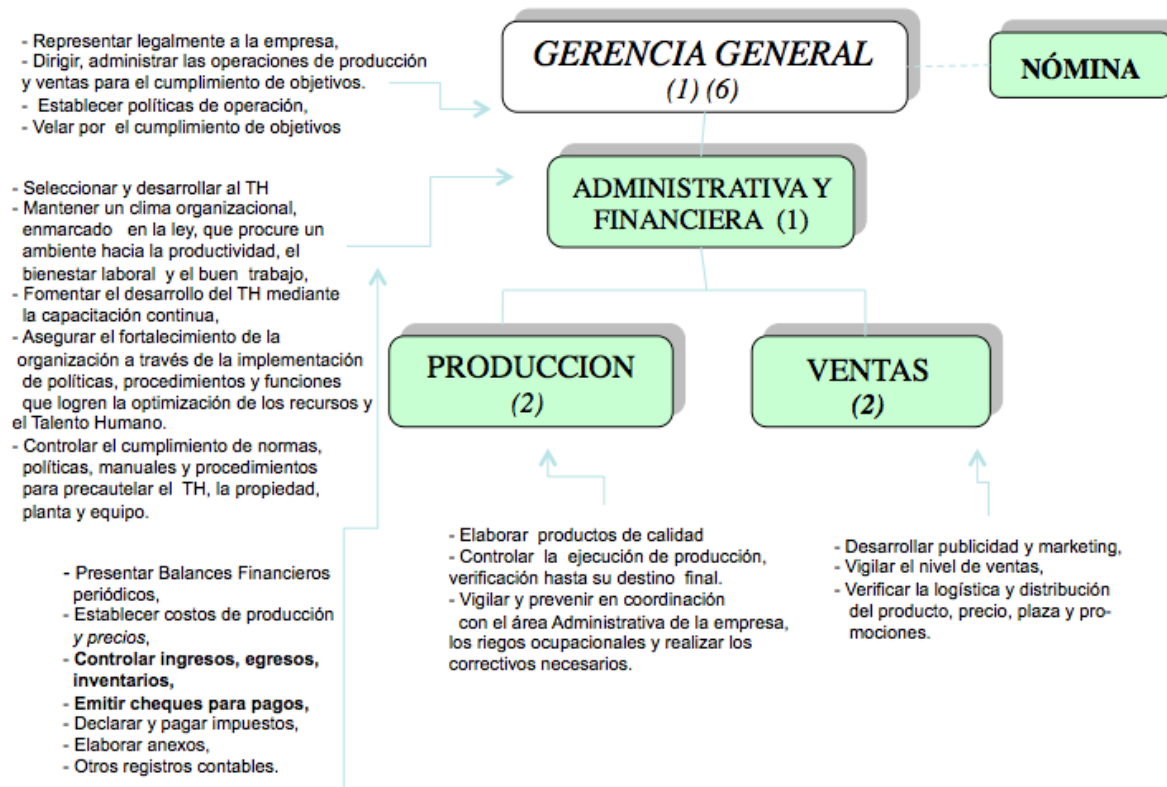 - Representar legalmente a la empresa,
- Dirigir, administrar las operaciones de producción
y ventas para el cumplimiento de objetivos.
- Establecer políticas de operación,
- Velar por el cumplimiento de objetivos
GERENCIA GENERAL
(1) (6)
NÓMINA
- Seleccionar y desarrollar al TH
- Mantener un clima organizacional,
enmarcado en la ley, que procure un
ambiente hacia la productividad, el
bienestar laboral y el buen trabajo,
- Fomentar el desarrollo del TH mediante
la capacitación continua,
- Asegurar el fortalecimiento de la
organización a través de la implementación
de políticas, procedimientos y funciones
que logren la optimización de los recursos y
el Talento Humano.
- Controlar el cumplimiento de normas,
políticas, manuales y procedimientos
para precautelar el TH, la propiedad,
planta y equipo.
ADMINISTRATIVA Y
FINANCIERA (1)
PRODUCCION
(2)
VENTAS
(2)
- Presentar Balances Financieros
periódicos,
- Establecer costos de producción
y precios,
- Controlar ingresos, egresos,
inventarios,
- Emitir cheques para pagos,
- Declarar y pagar impuestos,
- Elaborar anexos,
- Otros registros contables.
- Elaborar productos de calidad
- Controlar la ejecución de producción,
verificación hasta su destino final.
- Vigilar y prevenir en coordinación
con el área Administrativa de la empresa,
los riegos ocupacionales y realizar los
correctivos necesarios.
- Desarrollar publicidad y marketing,
- Vigilar el nivel de ventas,
- Verificar la logística y distribución
del producto, precio, plaza y pro-
mociones.